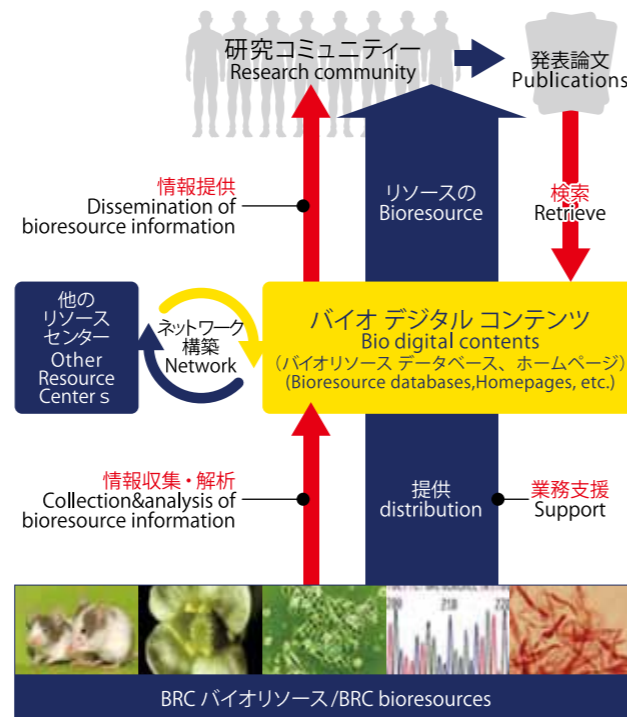 研究コミュニティー
Research community
発表論文
Publications
情報提供
Dissemination of
bioresource information
リソースの
Bioresource
検索
Retrieve
他の
リソース
センター
Other
Resource
Center s
ネットワーク
構築
Network
バイオ デジタル コンテンツ
Bio digital contents
(バイオリソース データベース、ホームページ)
(Bioresource databases,Homepages, etc.)
情報収集・解析
Collection&analysis of
bioresource information
提供
distribution
業務支援
Support
210
BRC バイオリソース/BRC bioresources